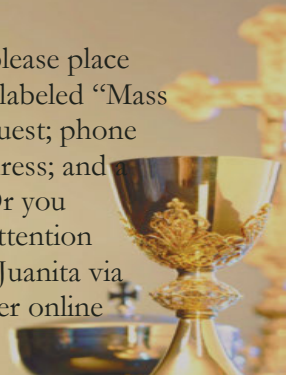 lease place
labeled “Mass
uest; phone
ress; and a
r you
ttention
Juanita via
er online